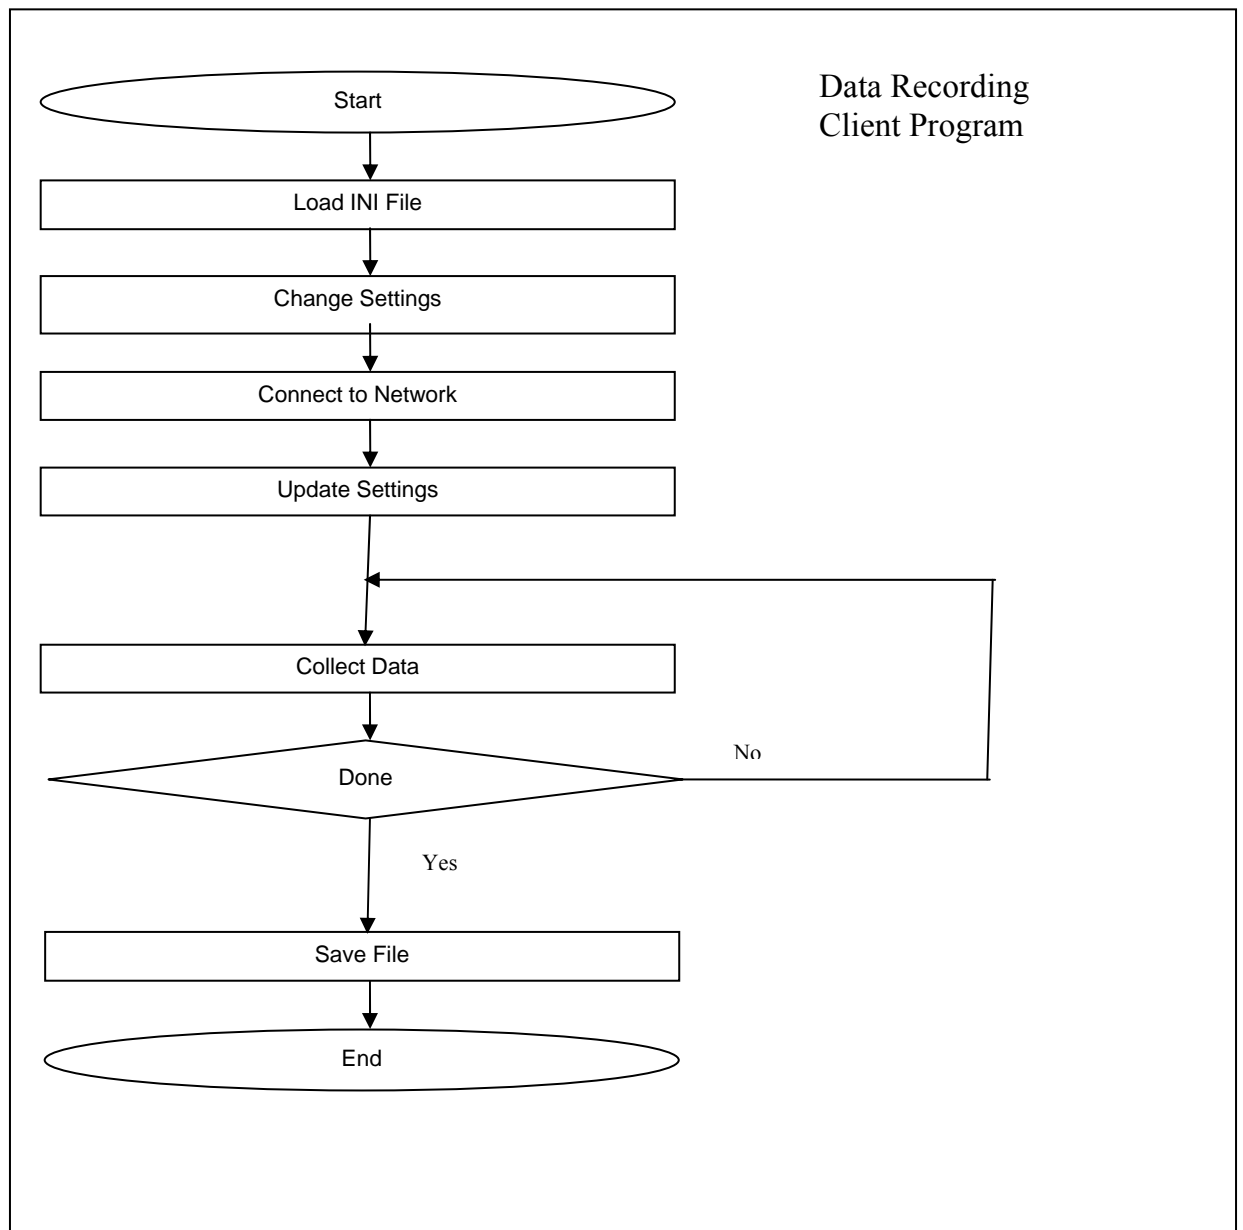 Start
Data Recording
Client Program
Load INI File
Change Settings
Connect to Network
Update Settings
Collect Data
Done
No
Yes
Save File
End